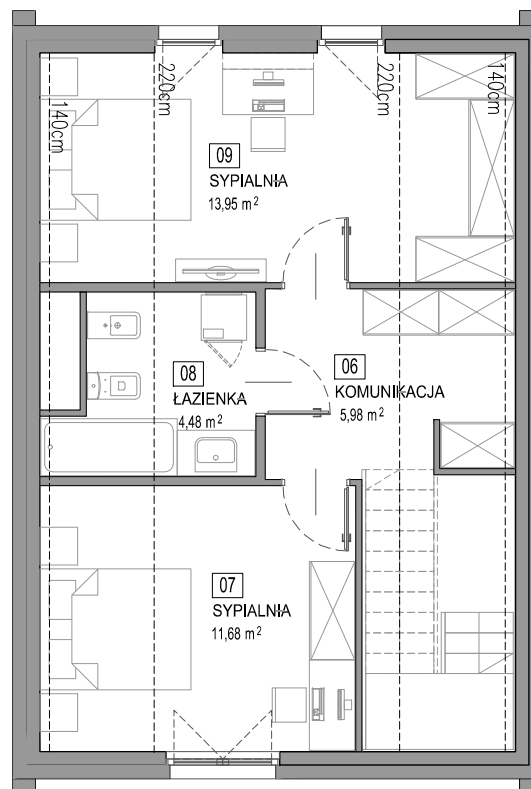 220cm
220cm
140cm
140cm
09
SYPIALNIA
13,95 m²
08
ŁAZIENKA
4,48 m²
06
KOMUNIKACJA
5,98 m²
07
SYPIALNIA
11,68 m²